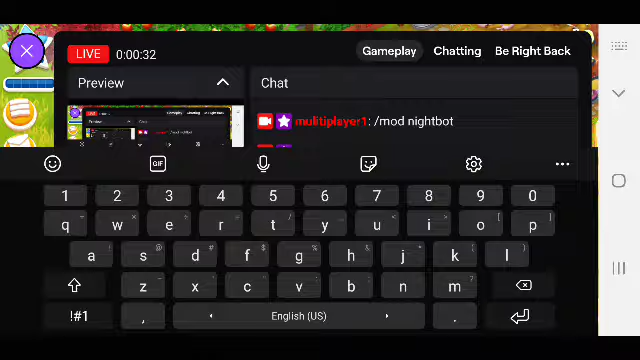 LIVE 0:00:32 Gameplay Chatting Be Right Back
Preview Chat
mulitiplayer1: /mod nightbot
GIF
1 2 3 4 5 6 7 8 9 0
q w e r t y u i o p
a s d f g h j k l
z x c v b n m
!#1 , English (US) .